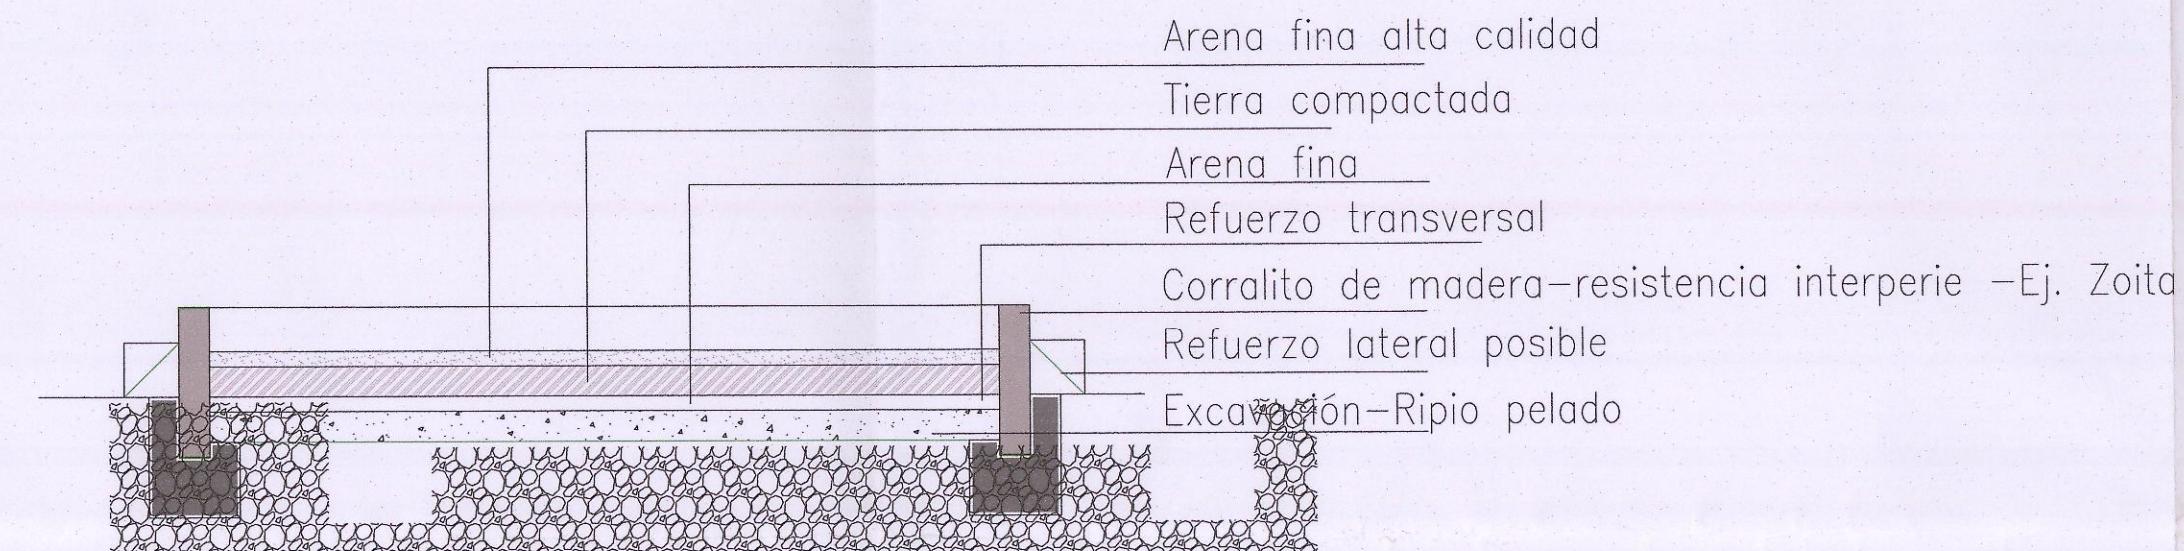 Arena fina alta calidad
Tierra compactada
Arena fina
Refuerzo transversal
Corralito de madera-resistencia interperie -Ej. Zoita
Refuerzo lateral posible
Excavación-Ripio pelado